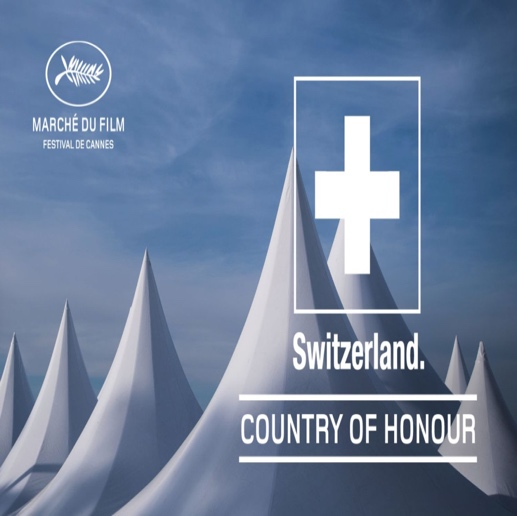 MARCHÉ DU FILM
FESTIVAL DE CANNES
Switzerland.
COUNTRY OF HONOUR